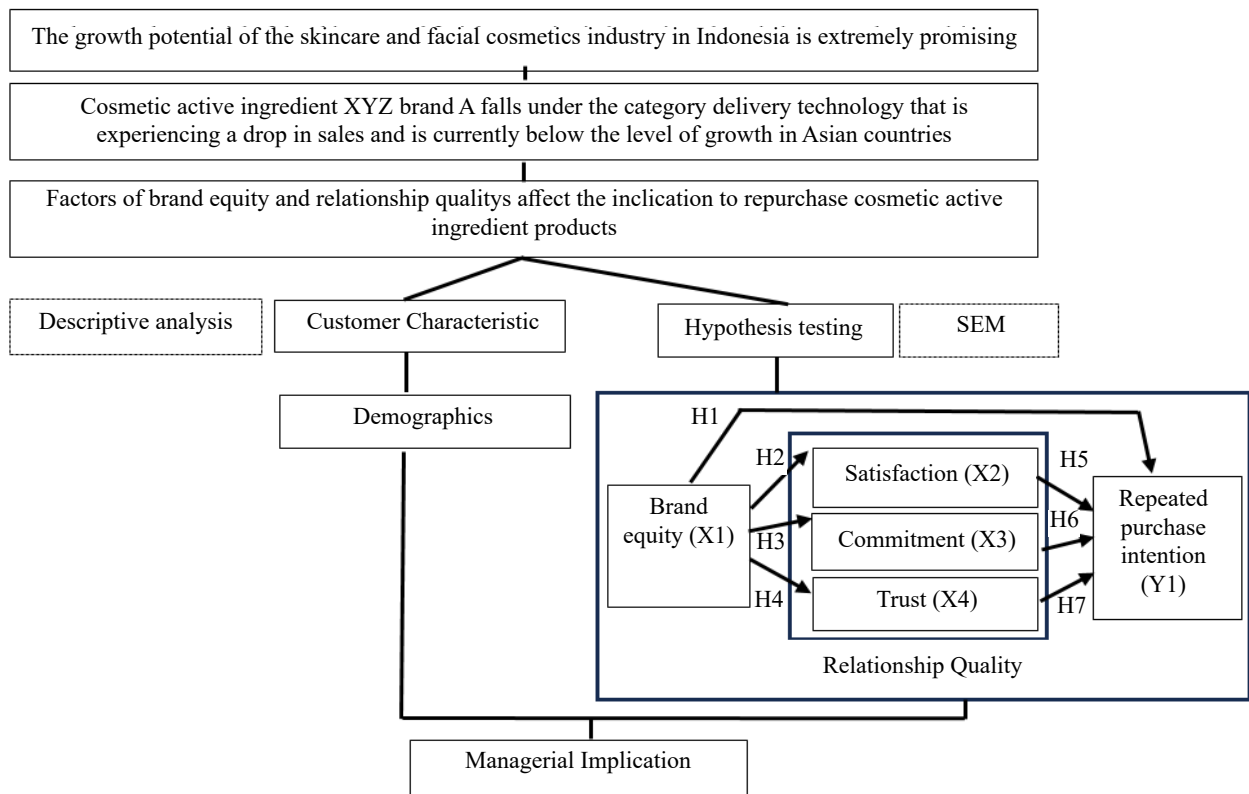 The growth potential of the skincare and facial cosmetics industry in Indonesia is extremely promising
Cosmetic active ingredient XYZ brand A falls under the category delivery technology that is
experiencing a drop in sales and is currently below the level of growth in Asian countries
Factors of brand equity and relationship qualitys affect the inclication to repurchase cosmetic active
ingredient products
Descriptive analysis
Customer Characteristic
Hypothesis testing
SEM
Demographics
H1
H2
H3
H4
Brand
equity (X1)
Satisfaction (X2)
Commitment (X3)
Trust (X4)
H5
H6
H7
Repeated
purchase
intention
(Y1)
Relationship Quality
Managerial Implication